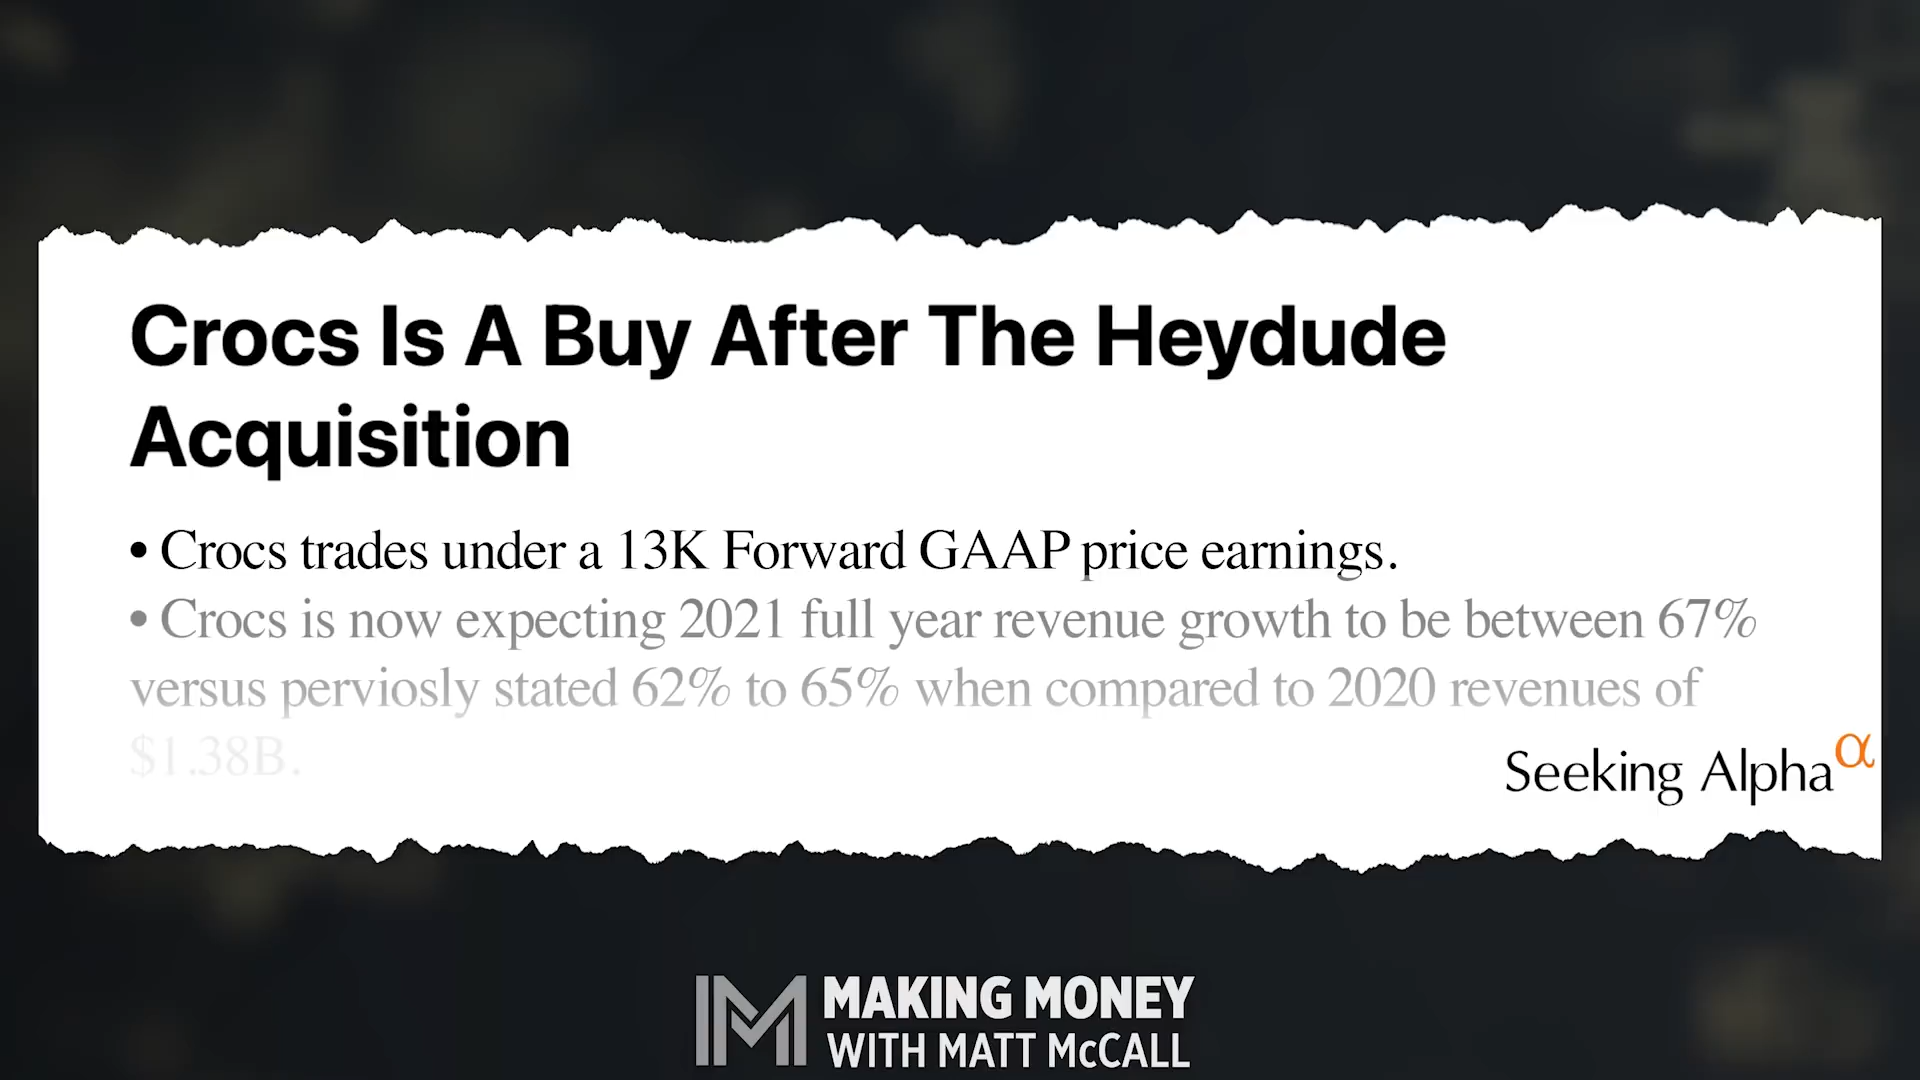 Crocs Is A Buy After The Heydude
Acquisition
• Crocs trades under a 13K Forward GAAP price earnings.
• Crocs is now expecting 2021 full year revenue growth to be between 67%
versus perviosly stated 62% to 65% when compared to 2020 revenues of
$1.38B.
Seeking Alpha α
MAKING MONEY
WITH MATT McCALL